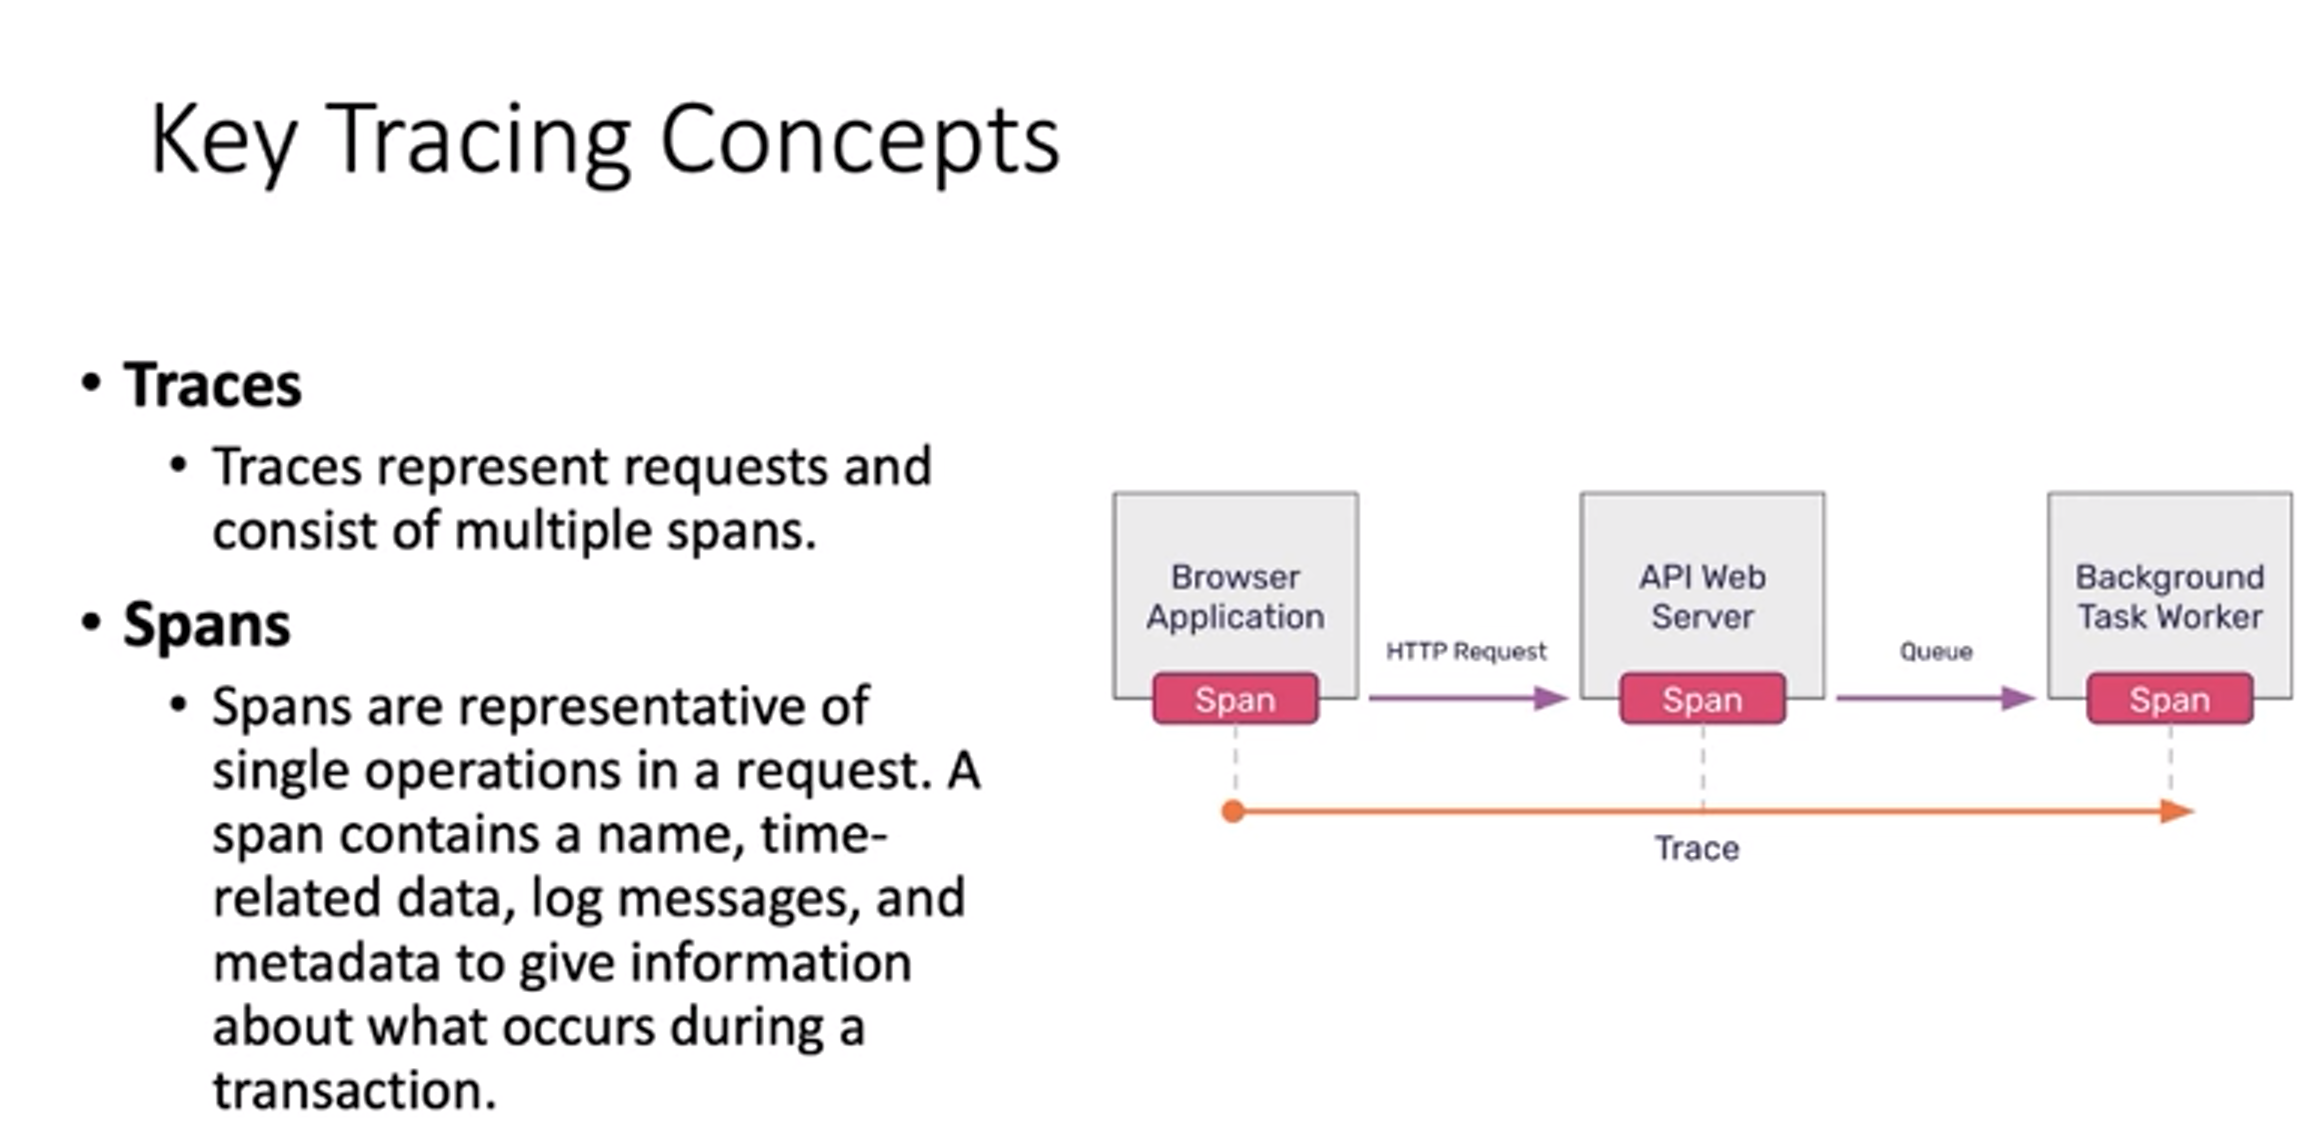 Key Tracing Concepts
• Traces
• Traces represent requests and
consist of multiple spans.
• Spans
• Spans are representative of
single operations in a request. A
span contains a name, time-
related data, log messages, and
metadata to give information
about what occurs during a
transaction.
Browser
Application
Span
HTTP Request
API Web
Server
Span
Queue
Background
Task Worker
Span
Trace